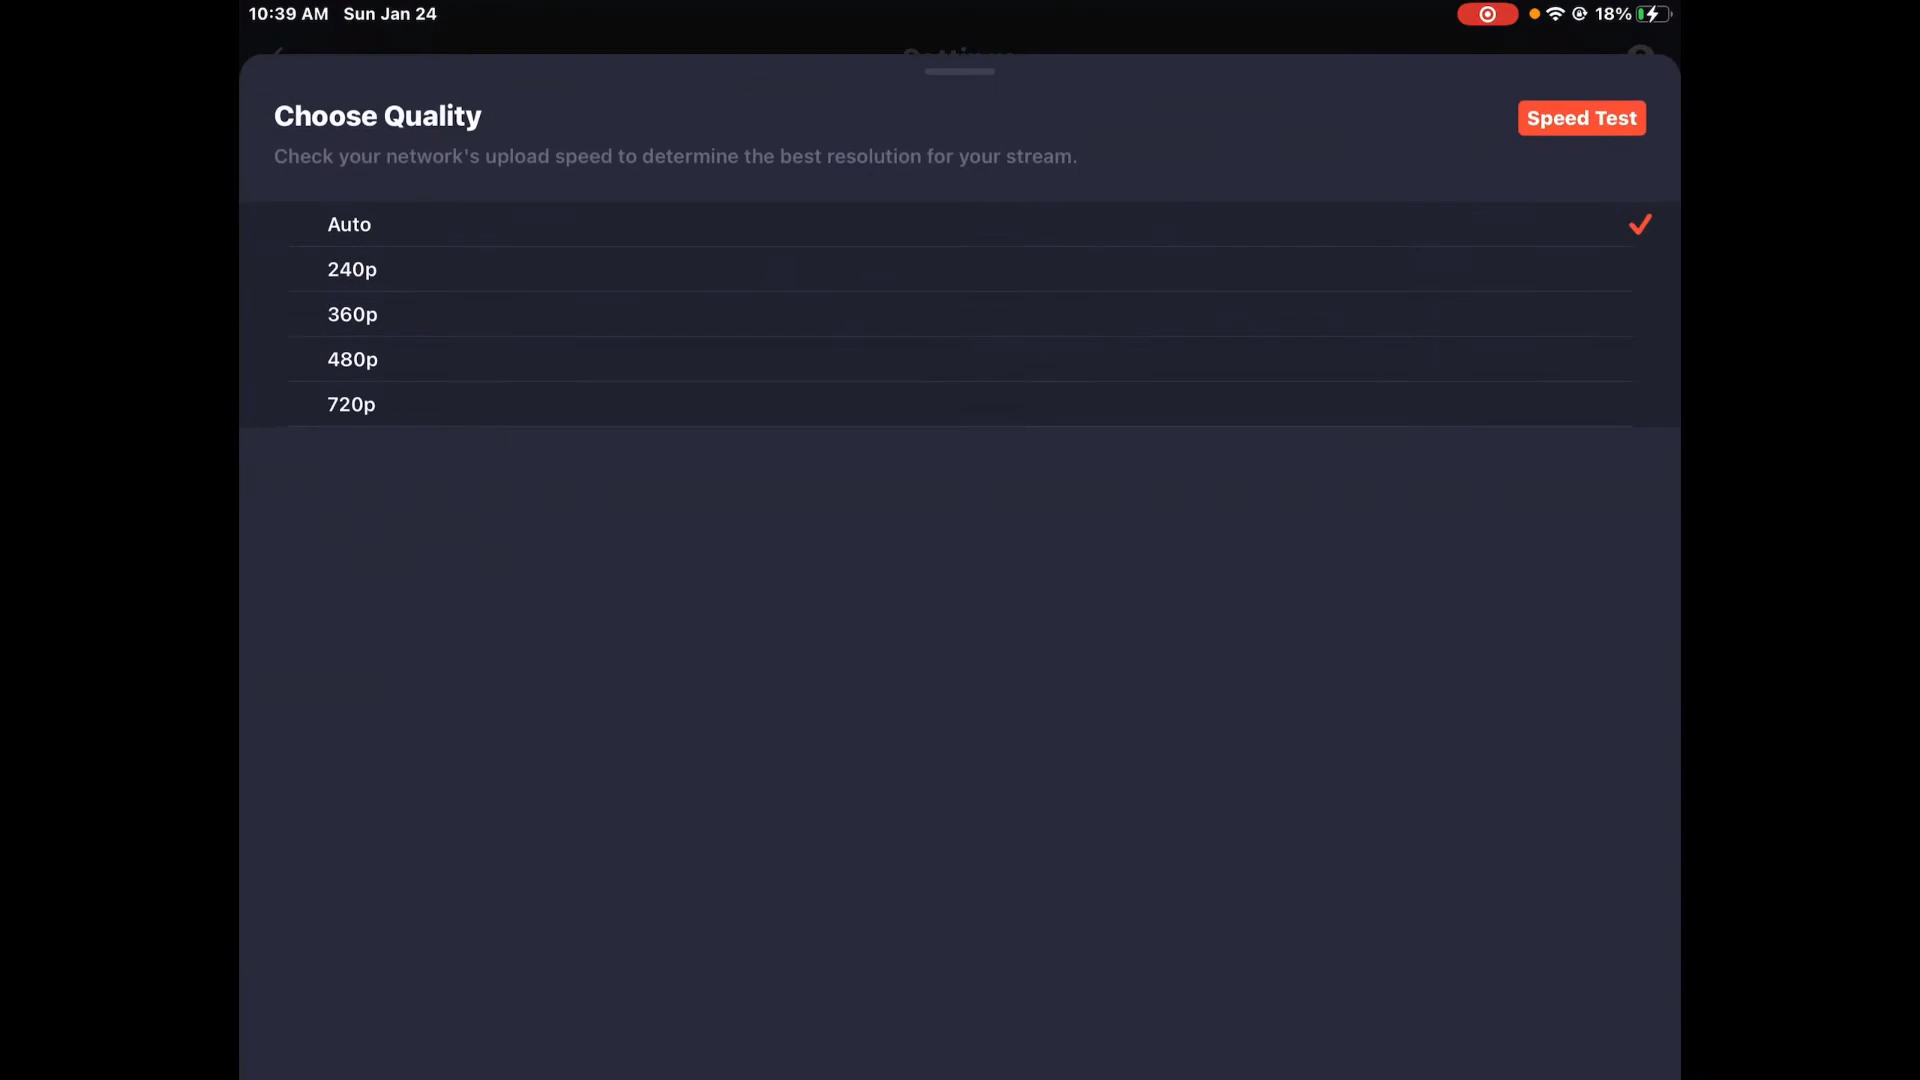 10:39 AM Sun Jan 24 18%
Choose Quality
Speed Test
Check your network's upload speed to determine the best resolution for your stream.
Auto
240p
360p
480p
720p